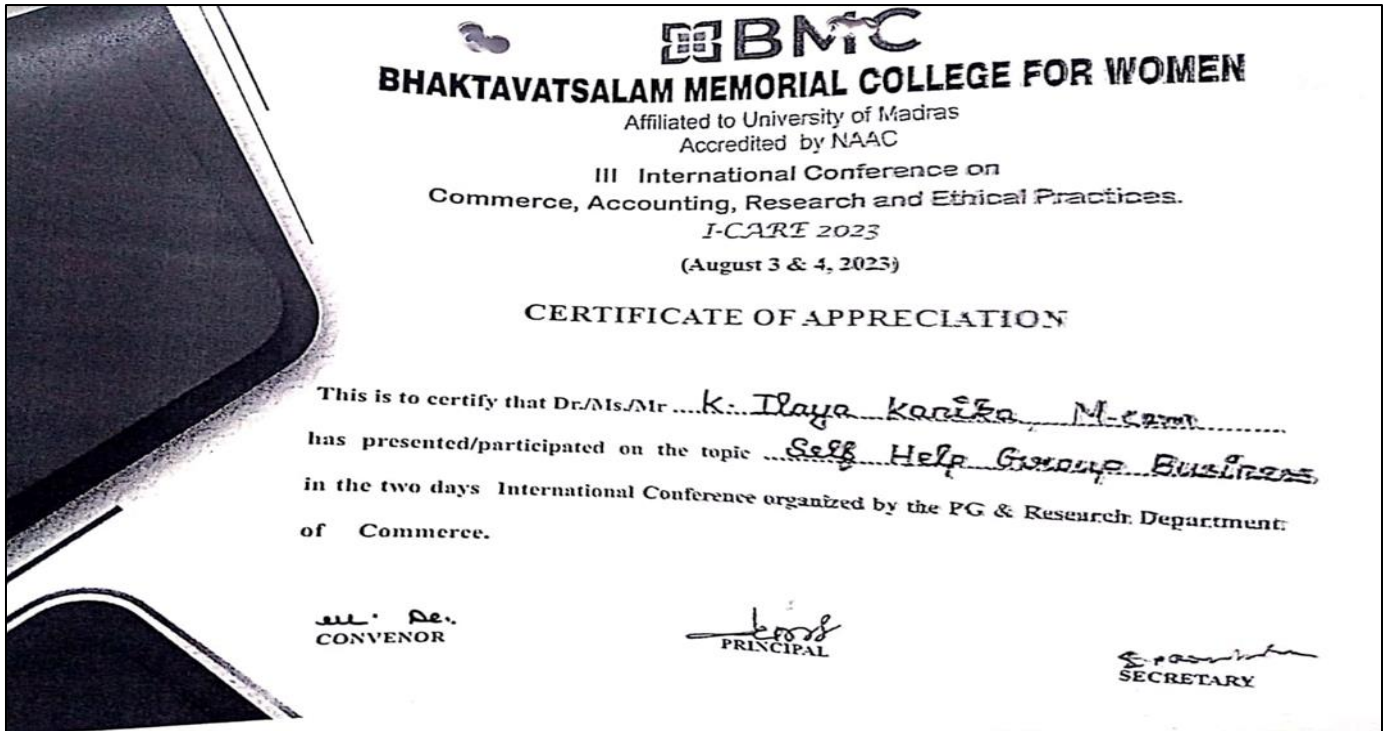 BMC
BHAKTAVATSALAM MEMORIAL COLLEGE FOR WOMEN
Affiliated to University of Madras
Accredited by NAAC
III International Conference on
Commerce, Accounting, Research and Ethical Practices.
I-CARE 2023
(August 3 & 4, 2023)
CERTIFICATE OF APPRECIATION
This is to certify that Dr./Ms./Mr .... K. Ilaya Kanika, M.com
has presented/participated on the topic Self Help Group Business
in the two days International Conference organized by the PG & Research Department
of Commerce.
CONVENOR
PRINCIPAL
SECRETARY